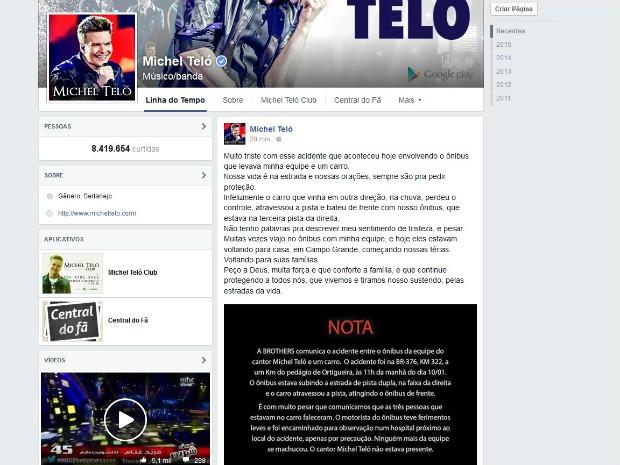 TELÓ
Criar Página
Recentes
2015
2014
2013
2012
2011
MICHEL TELÓ
Michel Teló
Músico/banda
Google play
Linha do Tempo Sobre Michel Teló Club Central do Fã Mais
PESSOAS
8.419.654 curtidas
SOBRE
Gênero: Sertanejo
http://www.michelteló.com/
APLICATIVOS
MICHEL TELÓ
CLUB
Michel Teló Club
Central
do fã
Central do Fã
VÍDEOS
mbc
45
9,1 mil 298
Michel Teló
28 min
Muito triste com esse acidente que aconteceu hoje envolvendo o ônibus
que levava minha equipe e um carro.
Nossa vida é na estrada e nossas orações, sempre são pra pedir
proteção.
Infelizmente o carro que vinha em outra direção, na chuva, perdeu o
controle, atravessou a pista e bateu de frente com nosso ônibus, que
estava na terceira pista da direita.
Não tenho palavras pra descrever meu sentimento de tristeza, e pesar.
Muitas vezes viajo no ônibus com minha equipe, e hoje eles estavam
voltando para casa, em Campo Grande, começando nossas férias.
Voltando para suas famílias.
Peço a Deus, muita força e que conforte a família, e que continue
protegendo a todos nós, que vivemos e tiramos nosso sustendo, pelas
estradas da vida.
NOTA
A BROTHERS comunica o acidente entre o ônibus da equipe do
cantor Michel Teló e um carro. O acidente foi na BR-376, KM 322, a
um Km do pedágio de Ortigueira, às 11h da manhã do dia 10/01.
O ônibus estava subindo a estrada de pista dupla, na faixa da direita
e o carro atravessou a pista, atingindo o ônibus de frente.
É com muito pesar que comunicamos que as três pessoas que
estavam no carro faleceram. O motorista do ônibus teve ferimentos
leves e foi encaminhado para observação num hospital próximo ao
local do acidente, apenas por precaução. Ninguém mais da equipe
se machucou. O cantor Michel Teló não estava presente.